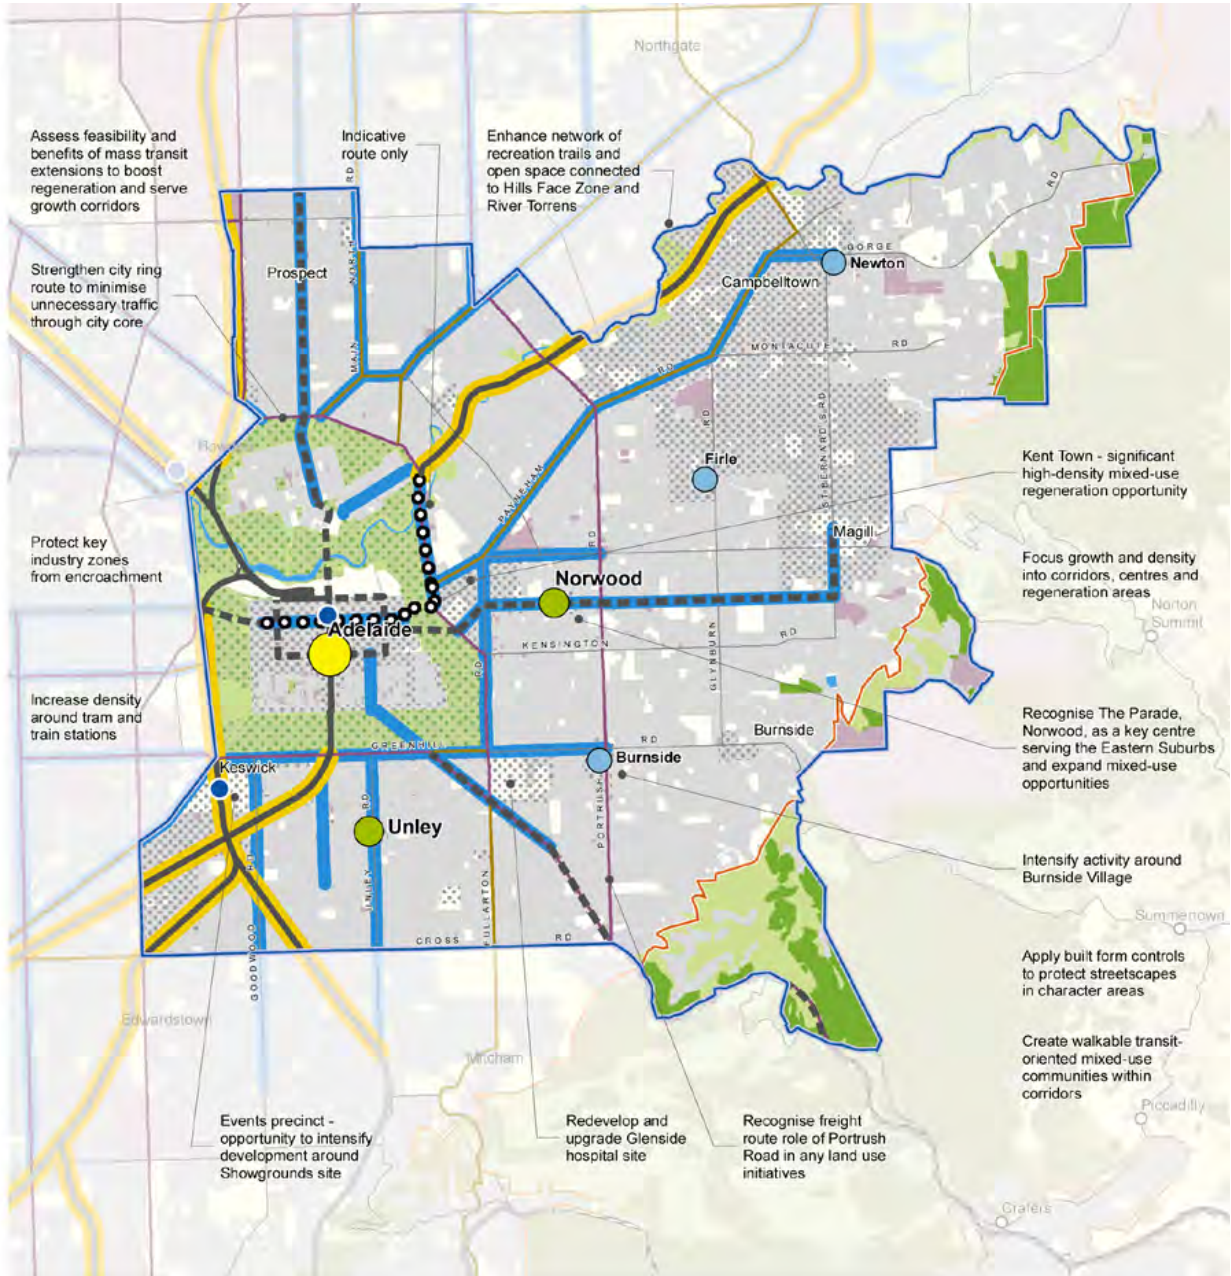 Northgate
Assess feasibility and
benefits of mass transit
extensions to boost
regeneration and serve
growth corridors
Indicative
route only
Enhance network of
recreation trails and
open space connected
to Hills Face Zone and
River Torrens
Strengthen city ring
route to minimise
unnecessary traffic
through city core
Prospect
MAIN NORTH RD
GORGE RD
Newton
Campbelltown
MONTACUTE RD
PAYNEHAM RD
ST BERNARDS RD
Firle
Kent Town - significant
high-density mixed-use
regeneration opportunity
Magill
Protect key
industry zones
from encroachment
Focus growth and density
into corridors, centres and
regeneration areas
Norwood
Norton
Summit
Adelaide
KENSINGTON RD
GLYNBURN RD
Increase density
around tram and
train stations
Recognise The Parade,
Norwood, as a key centre
serving the Eastern Suburbs
and expand mixed-use
opportunities
Burnside
GREENHILL RD
Burnside
Keswick
PORTRUSH RD
Unley
UNLEY RD
FULLARTON RD
GOODWOOD RD
Intensify activity around
Burnside Village
Summertown
CROSS RD
Apply built form controls
to protect streetscapes
in character areas
Edwardstown
Mitcham
Create walkable transit-
oriented mixed-use
communities within
corridors
Piccadilly
Events precinct -
opportunity to intensify
development around
Showgrounds site
Redevelop and
upgrade Glenside
hospital site
Recognise freight
route role of Portrush
Road in any land use
initiatives
Crafers